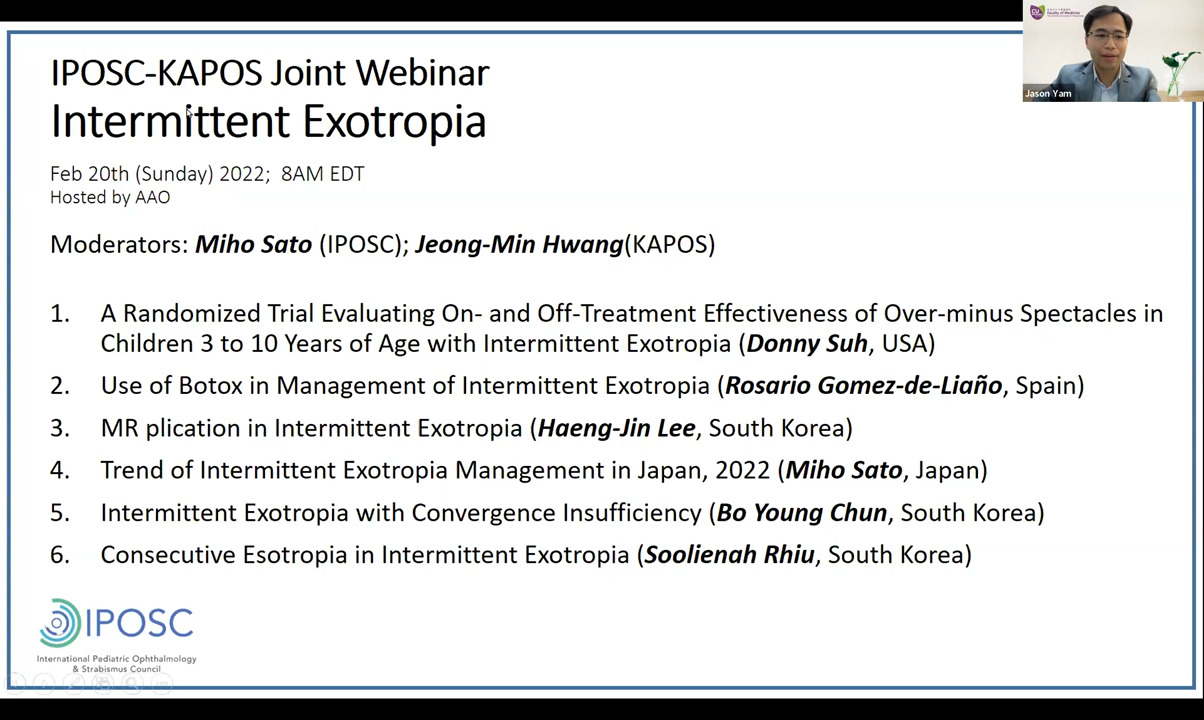 IPOSC-KAPOS Joint Webinar
Intermittent Exotropia
Feb 20th (Sunday) 2022; 8AM EDT
Hosted by AAO
Moderators: Miho Sato (IPOSC); Jeong-Min Hwang(KAPOS)
1. A Randomized Trial Evaluating On- and Off-Treatment Effectiveness of Over-minus Spectacles in
Children 3 to 10 Years of Age with Intermittent Exotropia (Donny Suh, USA)
2. Use of Botox in Management of Intermittent Exotropia (Rosario Gomez-de-Liaño, Spain)
3. MR plication in Intermittent Exotropia (Haeng-Jin Lee, South Korea)
4. Trend of Intermittent Exotropia Management in Japan, 2022 (Miho Sato, Japan)
5. Intermittent Exotropia with Convergence Insufficiency (Bo Young Chun, South Korea)
6. Consecutive Esotropia in Intermittent Exotropia (Soolienah Rhiu, South Korea)
IPOSC
International Pediatric Ophthalmology
& Strabismus Council
Faculty of Medicine
Jason Yam